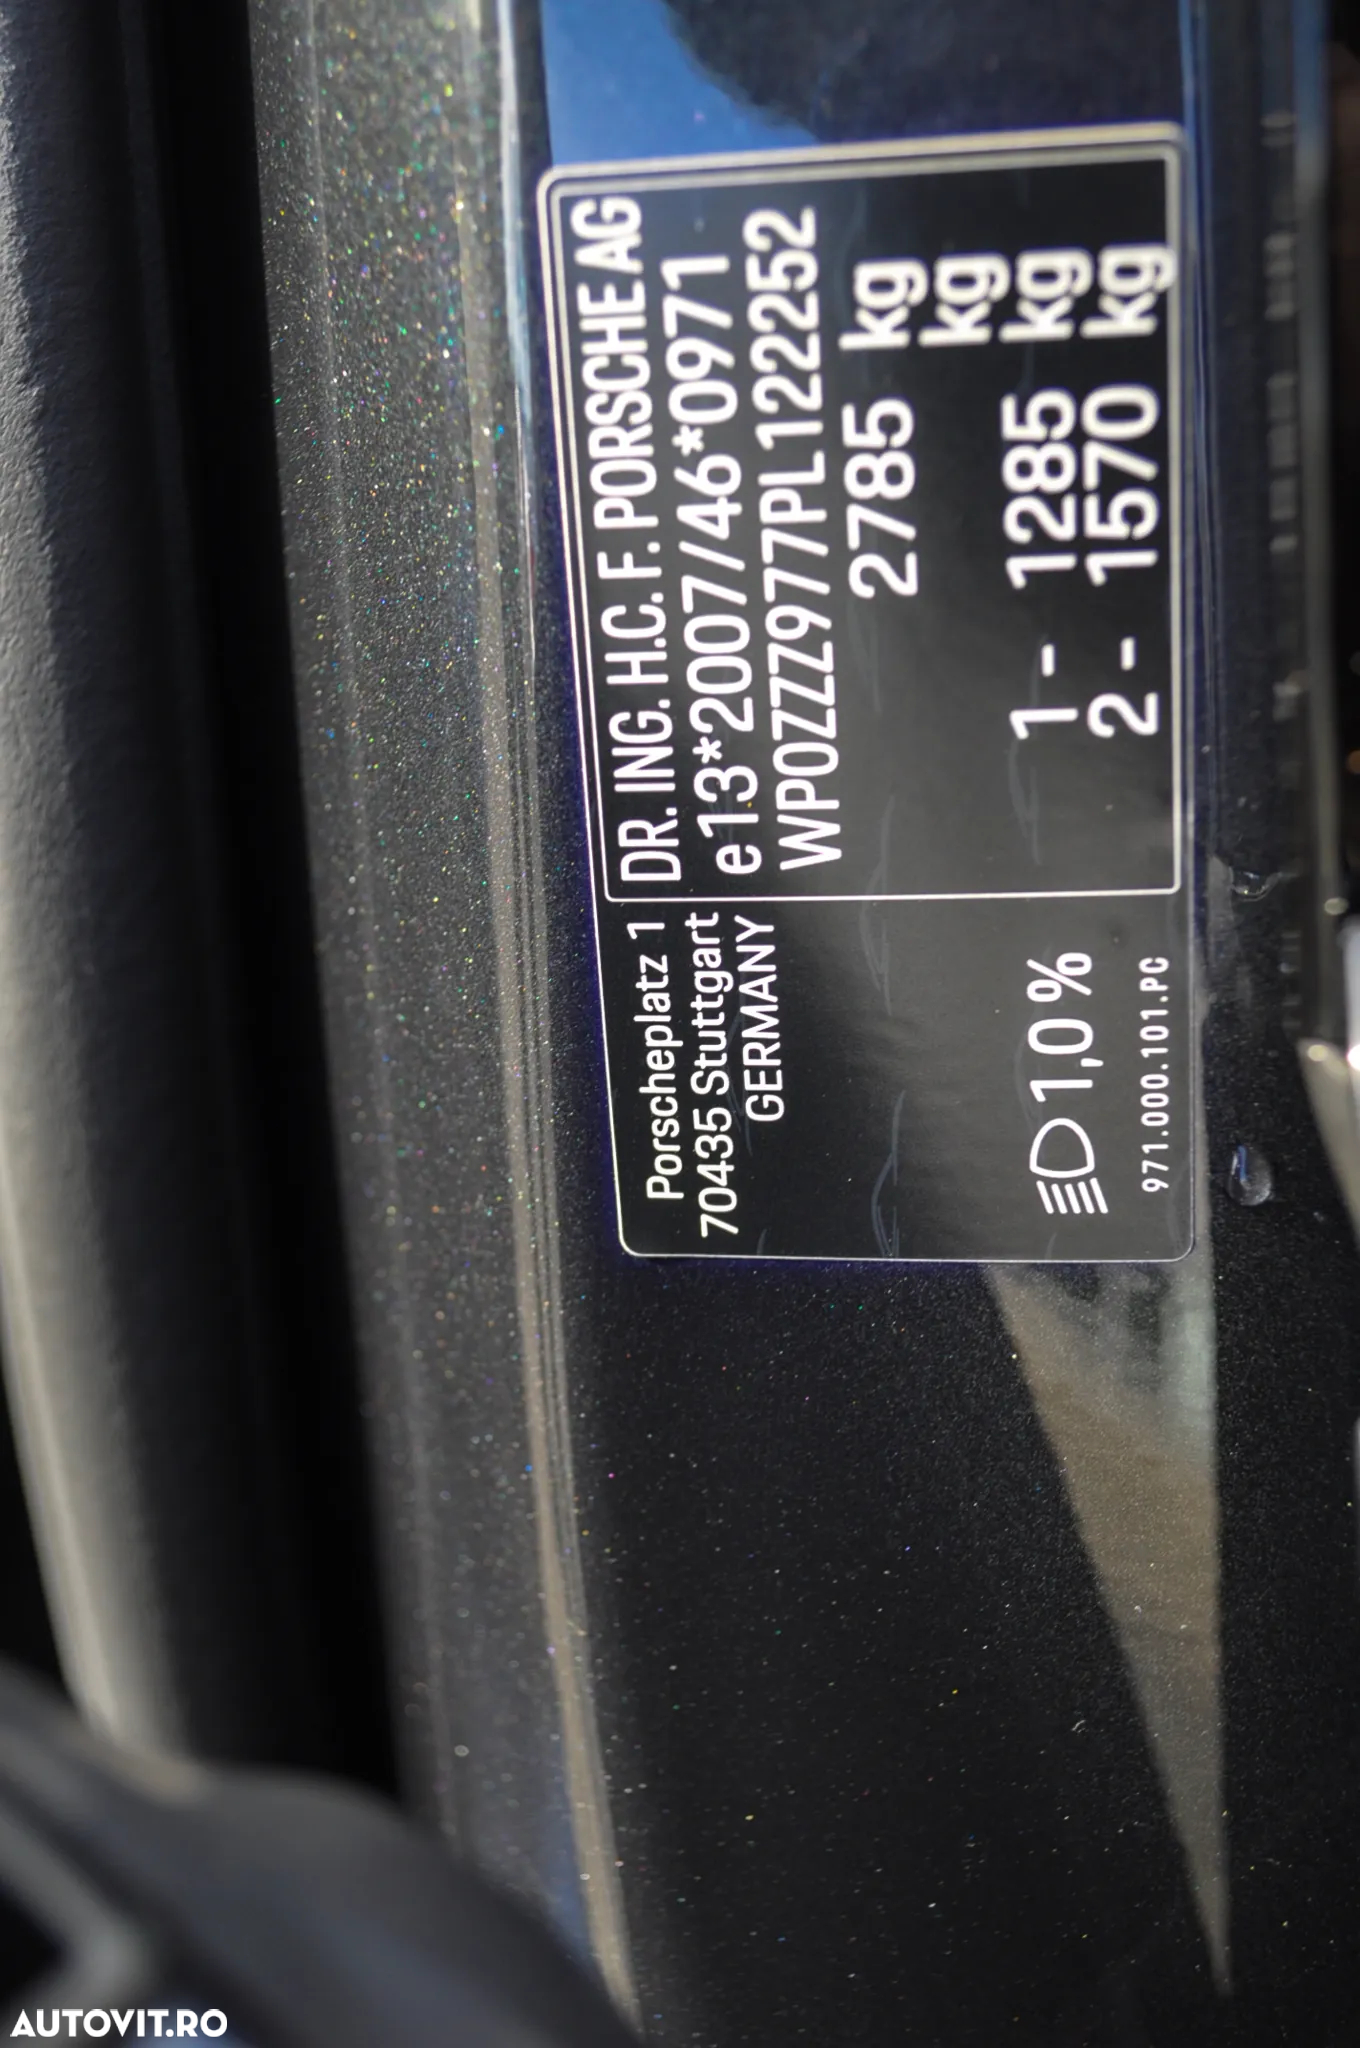 DR. ING. H.C. F. PORSCHE AG
e13*2007/46*0971
WP0ZZZ977PL122252
2785 kg
kg
1 - 1285 kg
2 - 1570 kg
Porscheplatz 1
70435 Stuttgart
GERMANY
1,0 %
971.000.101.PC
AUTOVIT.RO